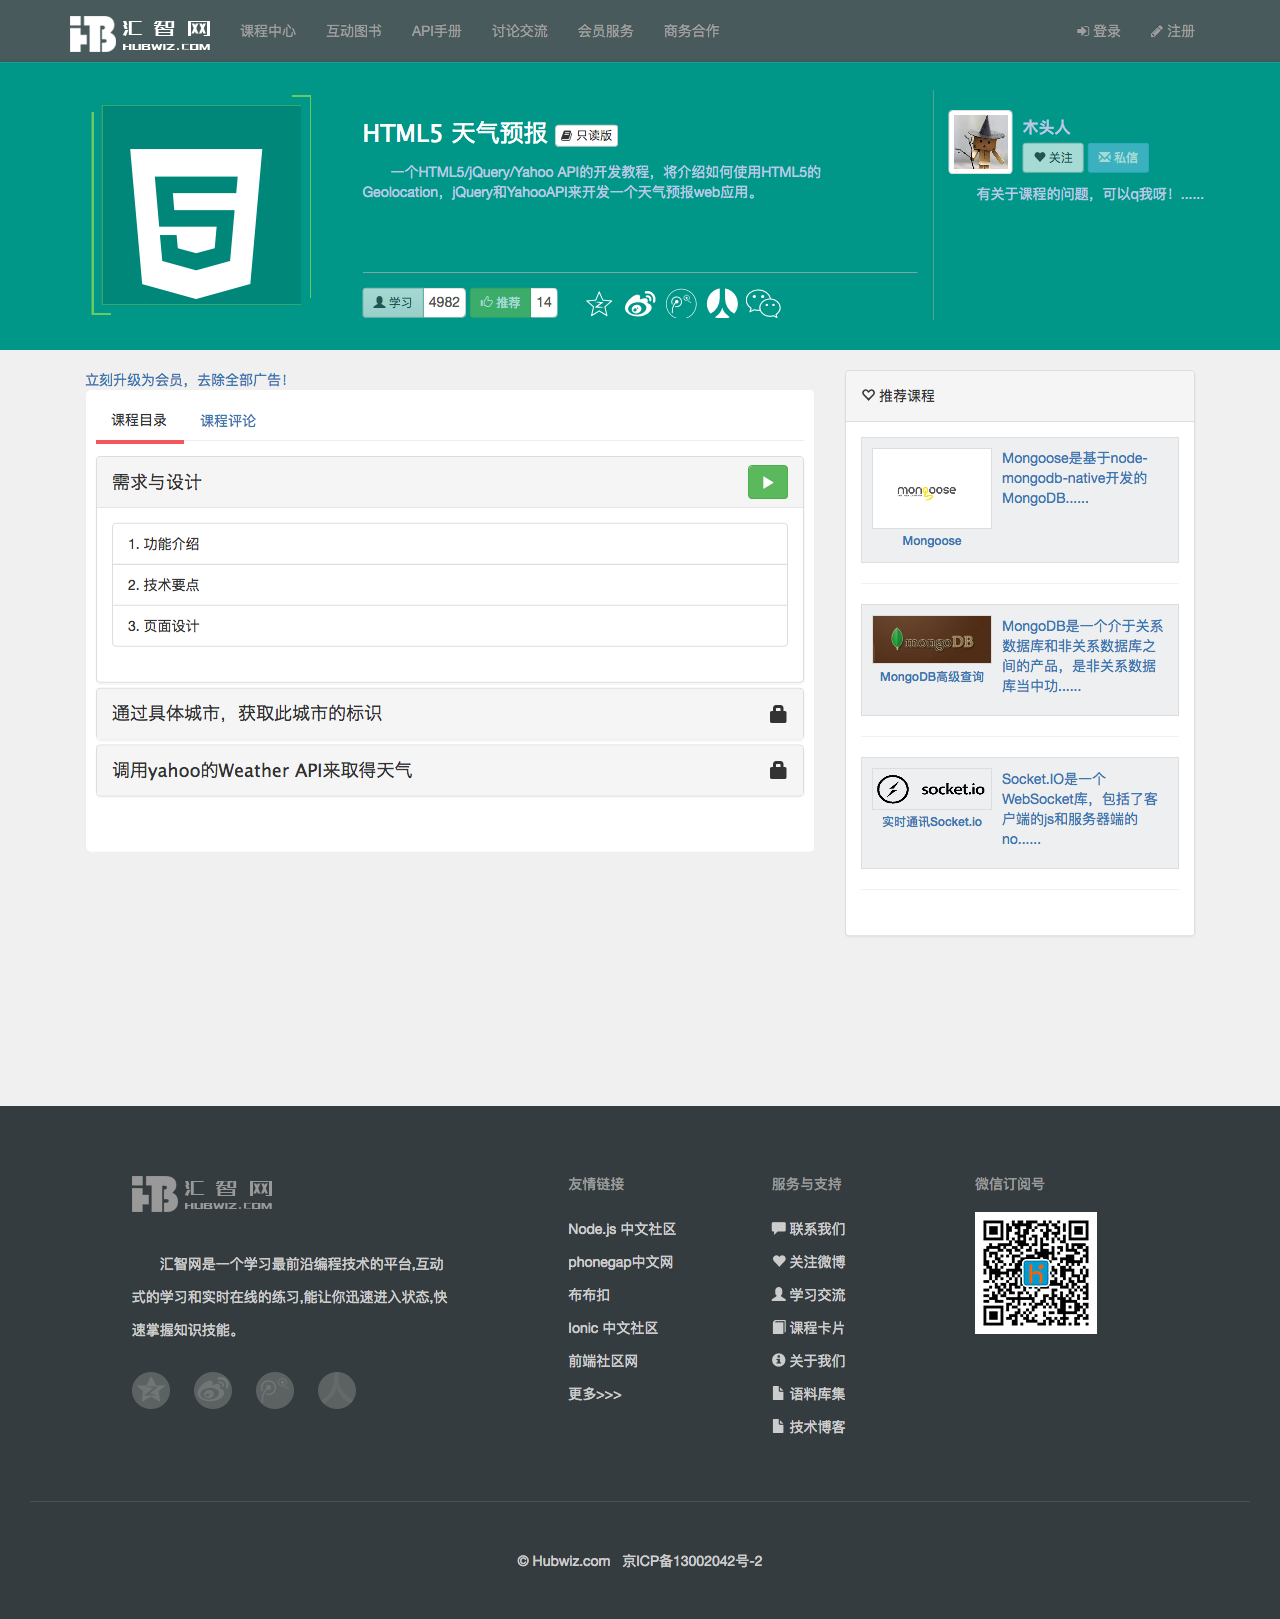 汇智网
HUBWIZ.COM
课程中心
互动图书
API手册
讨论交流
会员服务
商务合作
登录
注册
HTML5 天气预报
只读版
一个HTML5/jQuery/Yahoo API的开发教程，将介绍如何使用HTML5的
Geolocation，jQuery和YahooAPI来开发一个天气预报web应用。
学习 4982
推荐 14
木头人
关注
私信
有关于课程的问题，可以q我呀！......
立刻升级为会员，去除全部广告！
课程目录
课程评论
需求与设计
1. 功能介绍
2. 技术要点
3. 页面设计
通过具体城市，获取此城市的标识
调用yahoo的Weather API来取得天气
推荐课程
mongoose
Mongoose
Mongoose是基于node-
mongodb-native开发的
MongoDB......
mongoDB
MongoDB高级查询
MongoDB是一个介于关系
数据库和非关系数据库之
间的产品，是非关系数据
库当中功......
socket.io
实时通讯Socket.io
Socket.IO是一个
WebSocket库，包括了客
户端的js和服务器端的
no......
汇智网
HUBWIZ.COM
汇智网是一个学习最前沿编程技术的平台,互动
式的学习和实时在线的练习,能让你迅速进入状态,快
速掌握知识技能。
友情链接
Node.js 中文社区
phonegap中文网
布布扣
Ionic 中文社区
前端社区网
更多>>>
服务与支持
联系我们
关注微博
学习交流
课程卡片
关于我们
语料库集
技术博客
微信订阅号
© Hubwiz.com 京ICP备13002042号-2